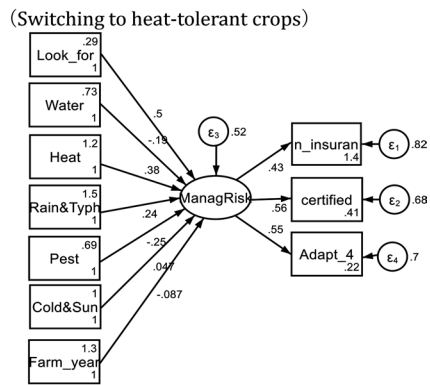 (Switching to heat-tolerant crops)
.29
Look_for
1
.73
Water
1
1.2
Heat
1
1.5
Rain&Typh
1
.69
Pest
1
1
Cold&Sun
1
1.3
Farm_year
1
.5
-.19
.38
.24
-.25
.047
-.087
ε3 .52
ManagRisk
.43
.56
.55
n_insuran
1.4
ε1 .82
certified
.41
ε2 .68
Adapt_4
.22
ε4 .7